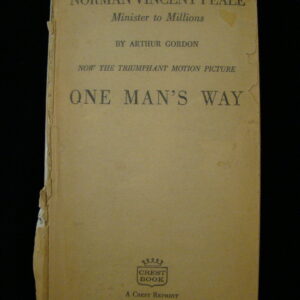 NORMAN VINCENT PEALE
Minister to Millions
BY ARTHUR GORDON
NOW THE TRIUMPHANT MOTION PICTURE
ONE MAN'S WAY
CREST
BOOK
A Crest Reprint